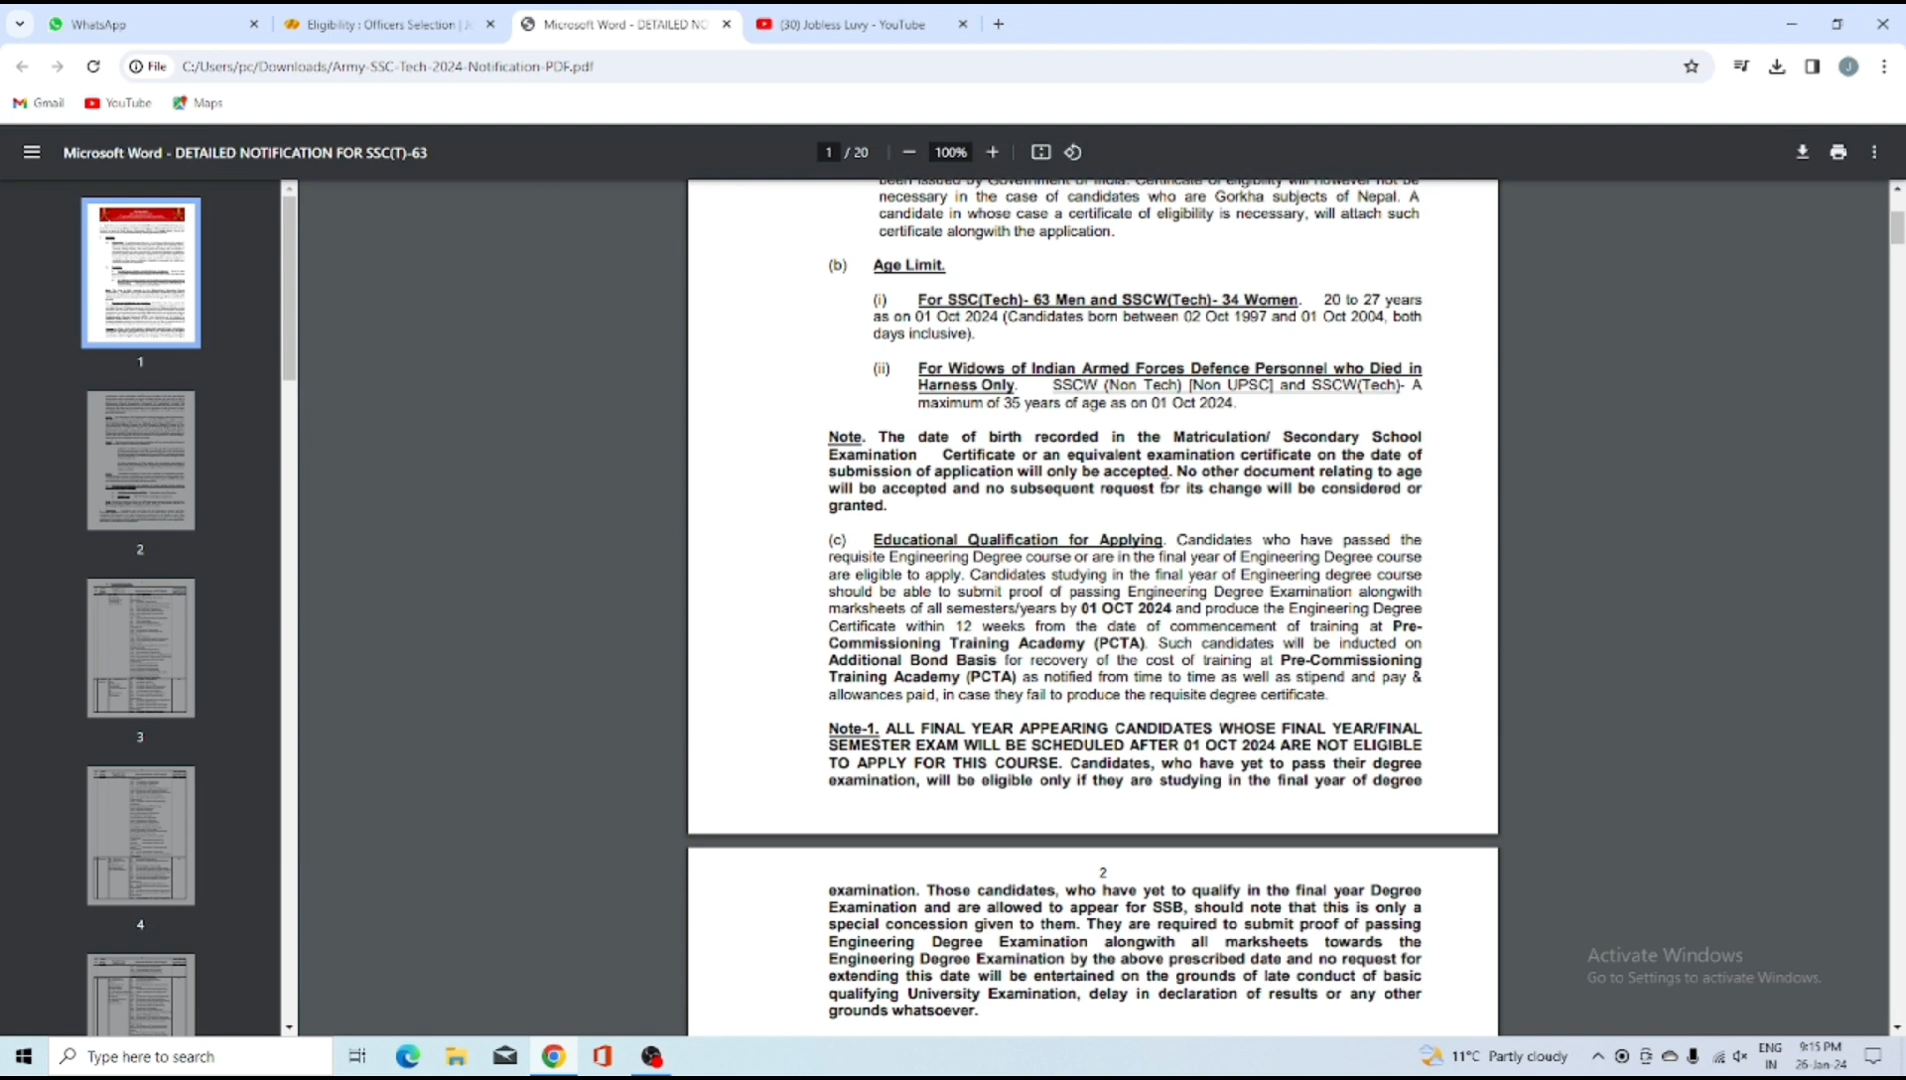 WhatsApp
Eligibility : Officers Selection | J
Microsoft Word - DETAILED NO
(30) Jobless Luvy - YouTube
File C:/Users/pc/Downloads/Army-SSC-Tech-2024-Notification-PDF.pdf
J
Gmail YouTube Maps
Microsoft Word - DETAILED NOTIFICATION FOR SSC(T)-63
1 / 20 100%
been issued by Government of India. Certificate of eligibility will however not be
necessary in the case of candidates who are Gorkha subjects of Nepal. A
candidate in whose case a certificate of eligibility is necessary, will attach such
certificate alongwith the application.
(b) Age Limit.
(i) For SSC(Tech)- 63 Men and SSCW(Tech)- 34 Women. 20 to 27 years
as on 01 Oct 2024 (Candidates born between 02 Oct 1997 and 01 Oct 2004, both
days inclusive).
(ii) For Widows of Indian Armed Forces Defence Personnel who Died in
Harness Only. SSCW (Non Tech) [Non UPSC] and SSCW(Tech)- A
maximum of 35 years of age as on 01 Oct 2024.
Note. The date of birth recorded in the Matriculation/ Secondary School
Examination Certificate or an equivalent examination certificate on the date of
submission of application will only be accepted. No other document relating to age
will be accepted and no subsequent request for its change will be considered or
granted.
(c) Educational Qualification for Applying. Candidates who have passed the
requisite Engineering Degree course or are in the final year of Engineering Degree course
are eligible to apply. Candidates studying in the final year of Engineering degree course
should be able to submit proof of passing Engineering Degree Examination alongwith
marksheets of all semesters/years by 01 OCT 2024 and produce the Engineering Degree
Certificate within 12 weeks from the date of commencement of training at Pre-
Commissioning Training Academy (PCTA). Such candidates will be inducted on
Additional Bond Basis for recovery of the cost of training at Pre-Commissioning
Training Academy (PCTA) as notified from time to time as well as stipend and pay &
allowances paid, in case they fail to produce the requisite degree certificate.
Note-1. ALL FINAL YEAR APPEARING CANDIDATES WHOSE FINAL YEAR/FINAL
SEMESTER EXAM WILL BE SCHEDULED AFTER 01 OCT 2024 ARE NOT ELIGIBLE
TO APPLY FOR THIS COURSE. Candidates, who have yet to pass their degree
examination, will be eligible only if they are studying in the final year of degree
2
examination. Those candidates, who have yet to qualify in the final year Degree
Examination and are allowed to appear for SSB, should note that this is only a
special concession given to them. They are required to submit proof of passing
Engineering Degree Examination alongwith all marksheets towards the
Engineering Degree Examination by the above prescribed date and no request for
extending this date will be entertained on the grounds of late conduct of basic
qualifying University Examination, delay in declaration of results or any other
grounds whatsoever.
1
2
3
4
Activate Windows
Go to Settings to activate Windows.
Type here to search
11°C Partly cloudy
ENG
IN
9:15 PM
26-Jan-24